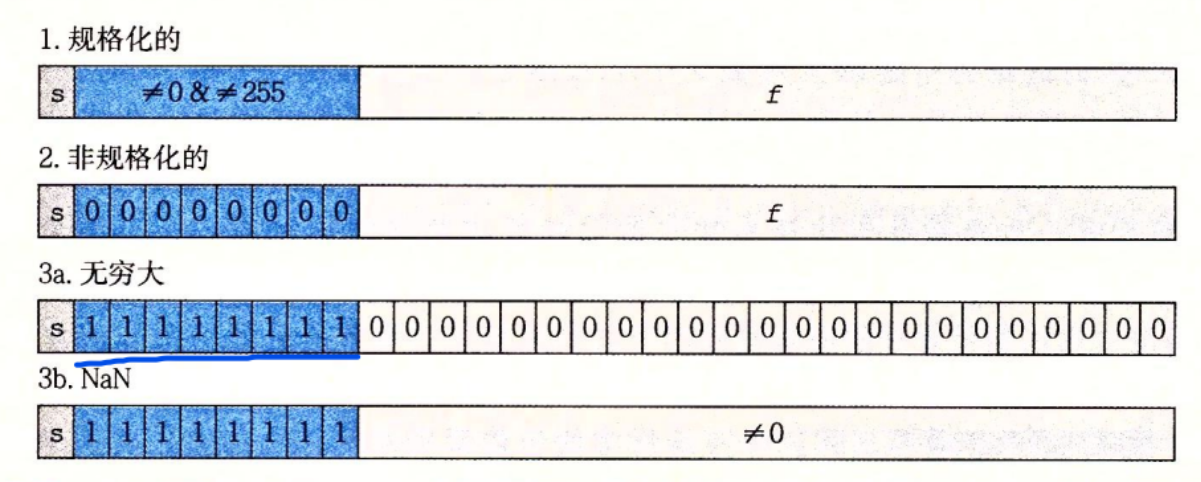 1. 规格化的
s ≠0 & ≠255 f
2. 非规格化的
s 0 0 0 0 0 0 0 0 f
3a. 无穷大
s 1 1 1 1 1 1 1 1 0 0 0 0 0 0 0 0 0 0 0 0 0 0 0 0 0 0 0 0 0 0 0
3b. NaN
s 1 1 1 1 1 1 1 1 ≠0